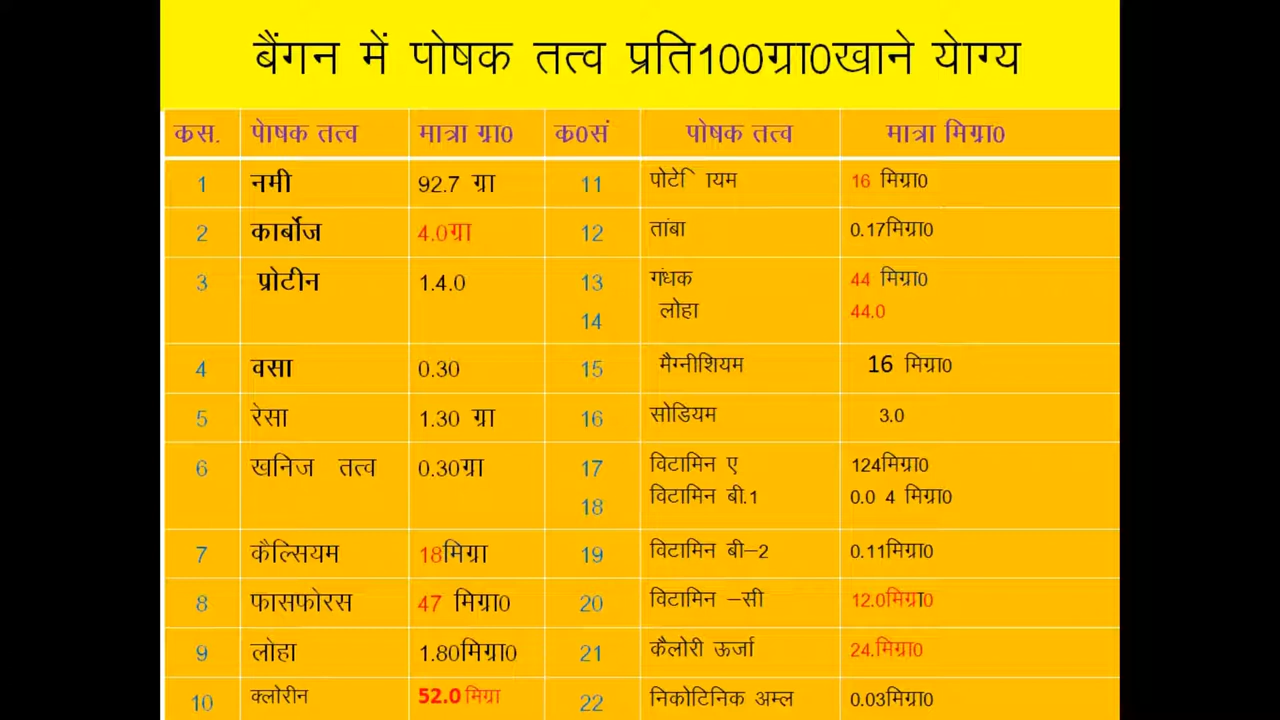 बैंगन में पोषक तत्व प्रति100ग्रा0खाने येाग्य
कस. पेाषक तत्व मात्रा ग्रा0 क0सं पोषक तत्व मात्रा मिग्रा0
1 नमी 92.7 ग्रा 11 पोटेि ायम 16 मिग्रा0
2 कार्बोज 4.0ग्रा 12 तांबा 0.17मिग्रा0
3 प्रोटीन 1.4.0 13 गंधक 44 मिग्रा0
14 लोहा 44.0
4 वसा 0.30 15 मैग्नीशियम 16 मिग्रा0
5 रेसा 1.30 ग्रा 16 सोडियम 3.0
6 खनिज तत्व 0.30ग्रा 17 विटामिन ए 124मिग्रा0
18 विटामिन बी.1 0.0 4 मिग्रा0
7 कैल्सियम 18मिग्रा 19 विटामिन बी–2 0.11मिग्रा0
8 फासफोरस 47 मिग्रा0 20 विटामिन –सी 12.0मिग्रा0
9 लोहा 1.80मिग्रा0 21 कैलोरी ऊर्जा 24.मिग्रा0
10 क्लोरीन 52.0 मिग्रा 22 निकोटिनिक अम्ल 0.03मिग्रा0